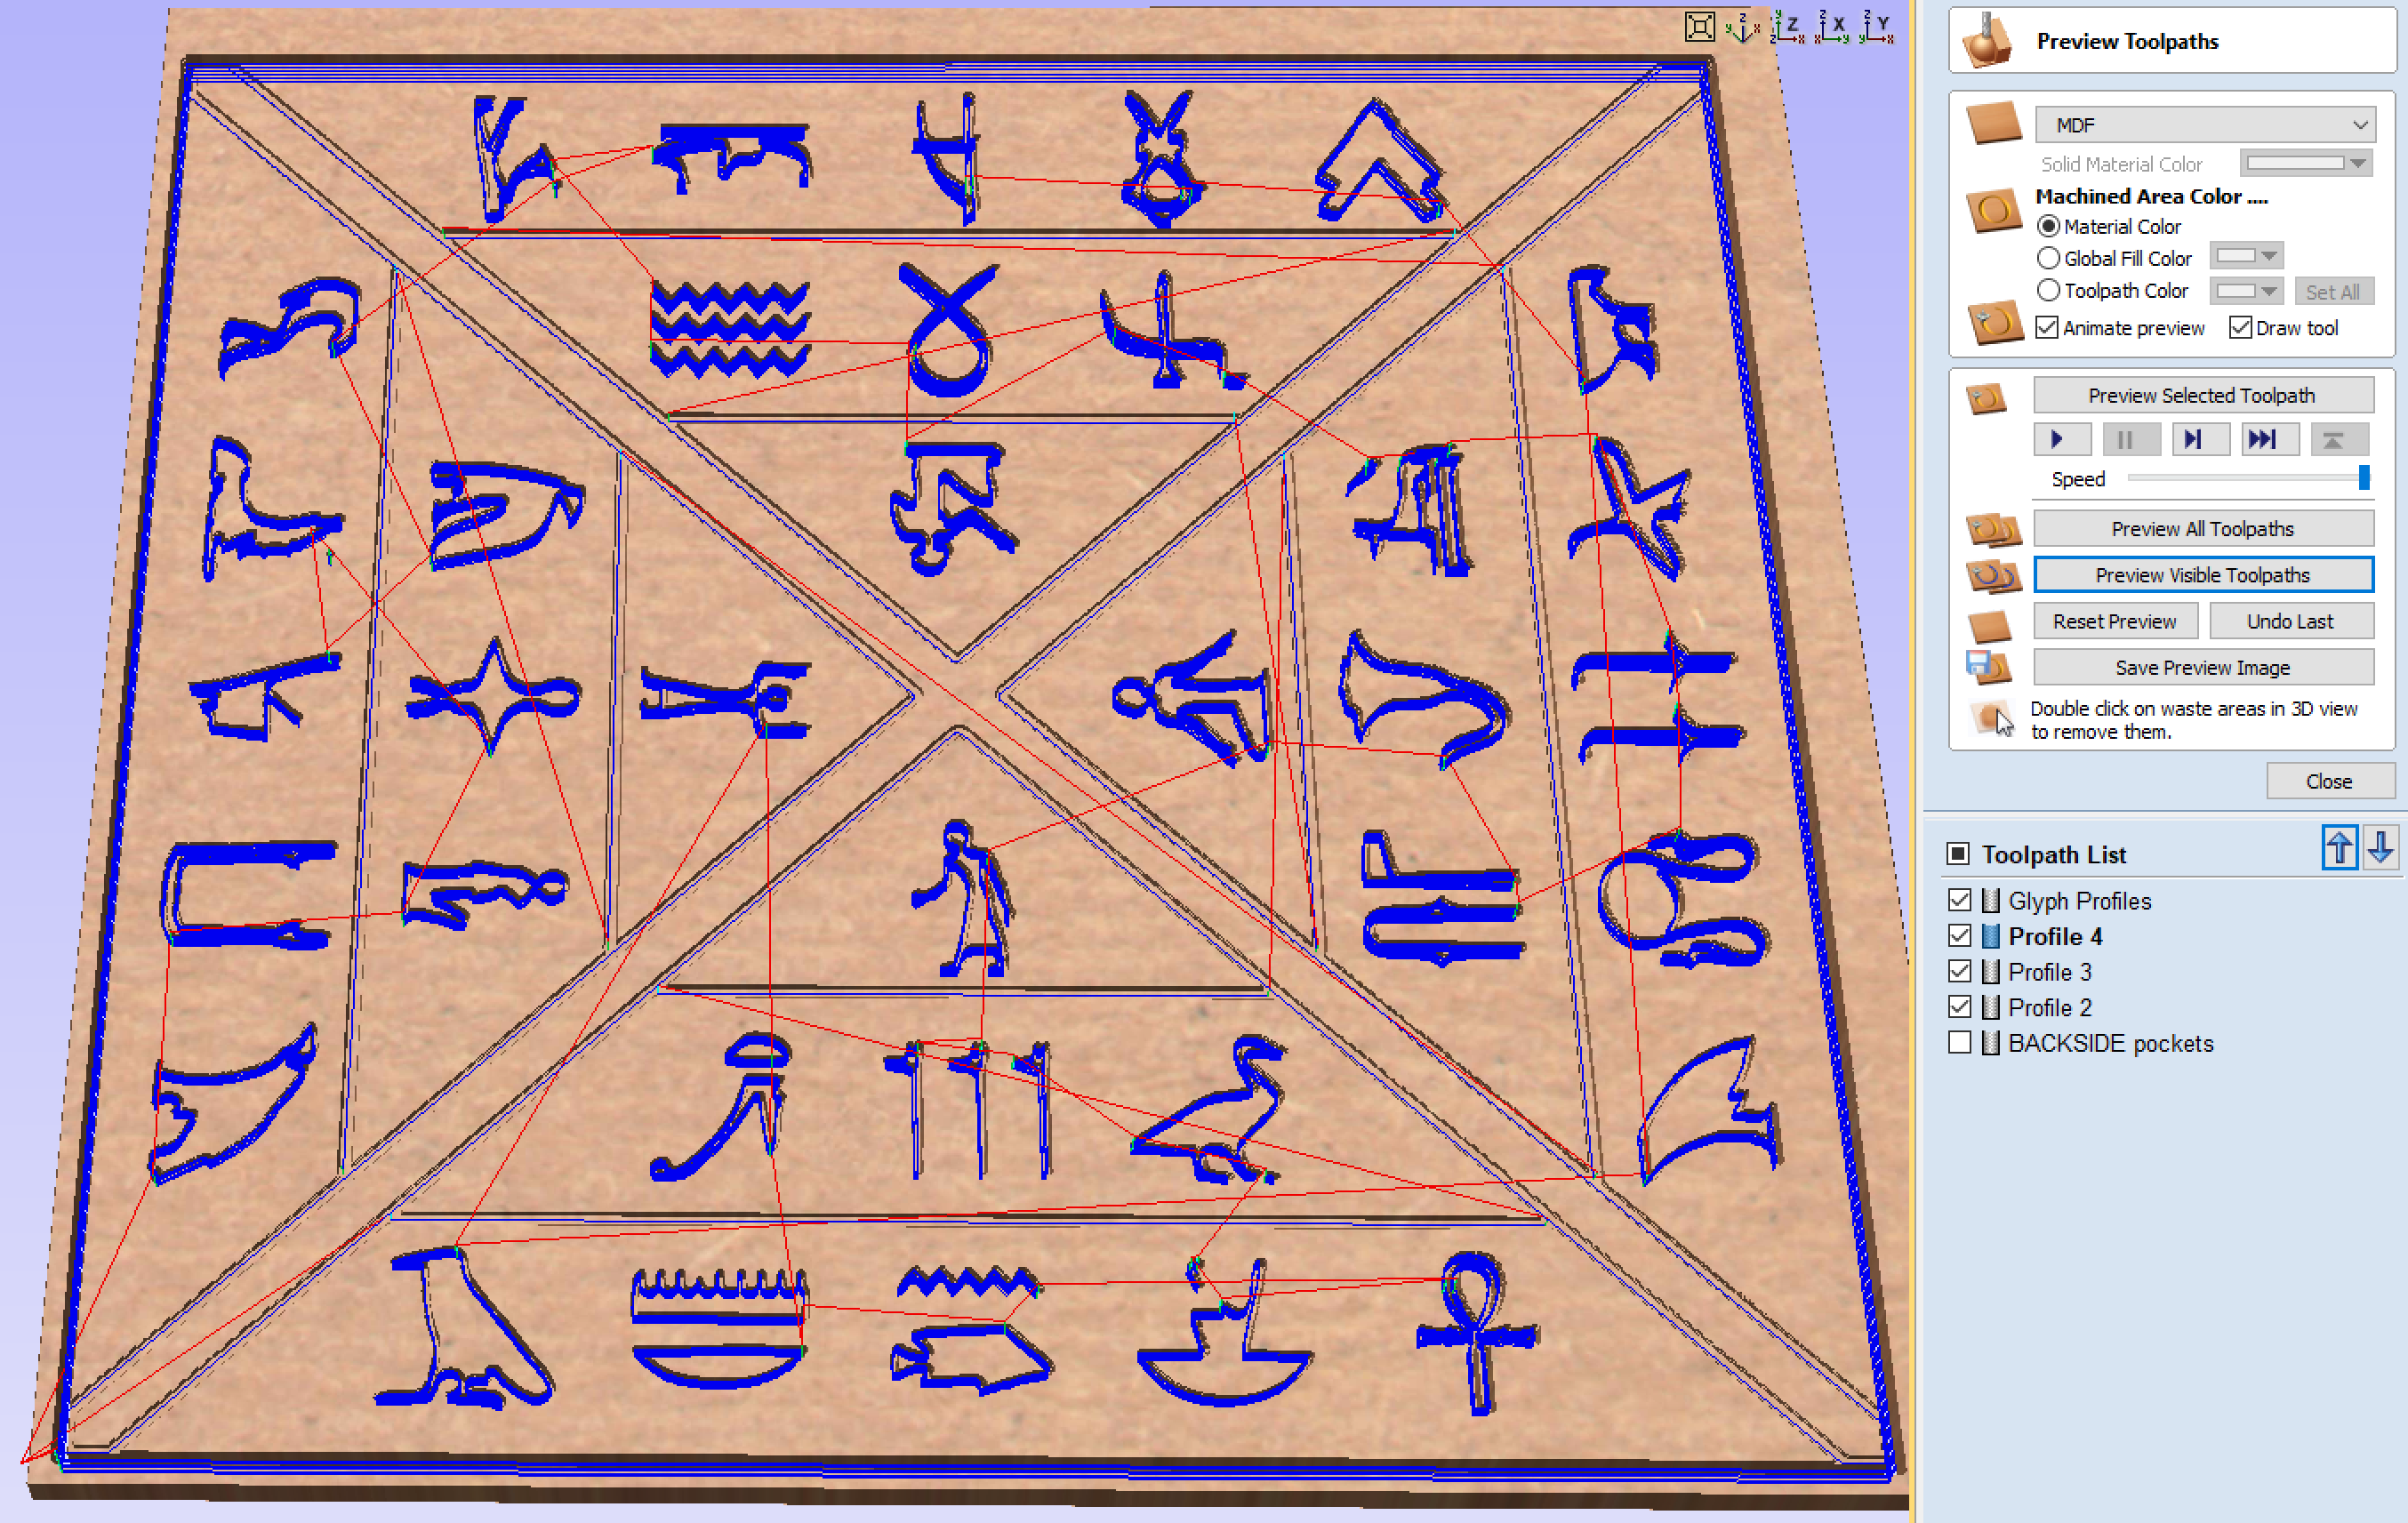 Preview Toolpaths
MDF
Solid Material Color
Machined Area Color ....
Material Color
Global Fill Color
Toolpath Color
Set All
Animate preview
Draw tool
Preview Selected Toolpath
Speed
Preview All Toolpaths
Preview Visible Toolpaths
Reset Preview
Undo Last
Save Preview Image
Double click on waste areas in 3D view
to remove them.
Close
Toolpath List
Glyph Profiles
Profile 4
Profile 3
Profile 2
BACKSIDE pockets